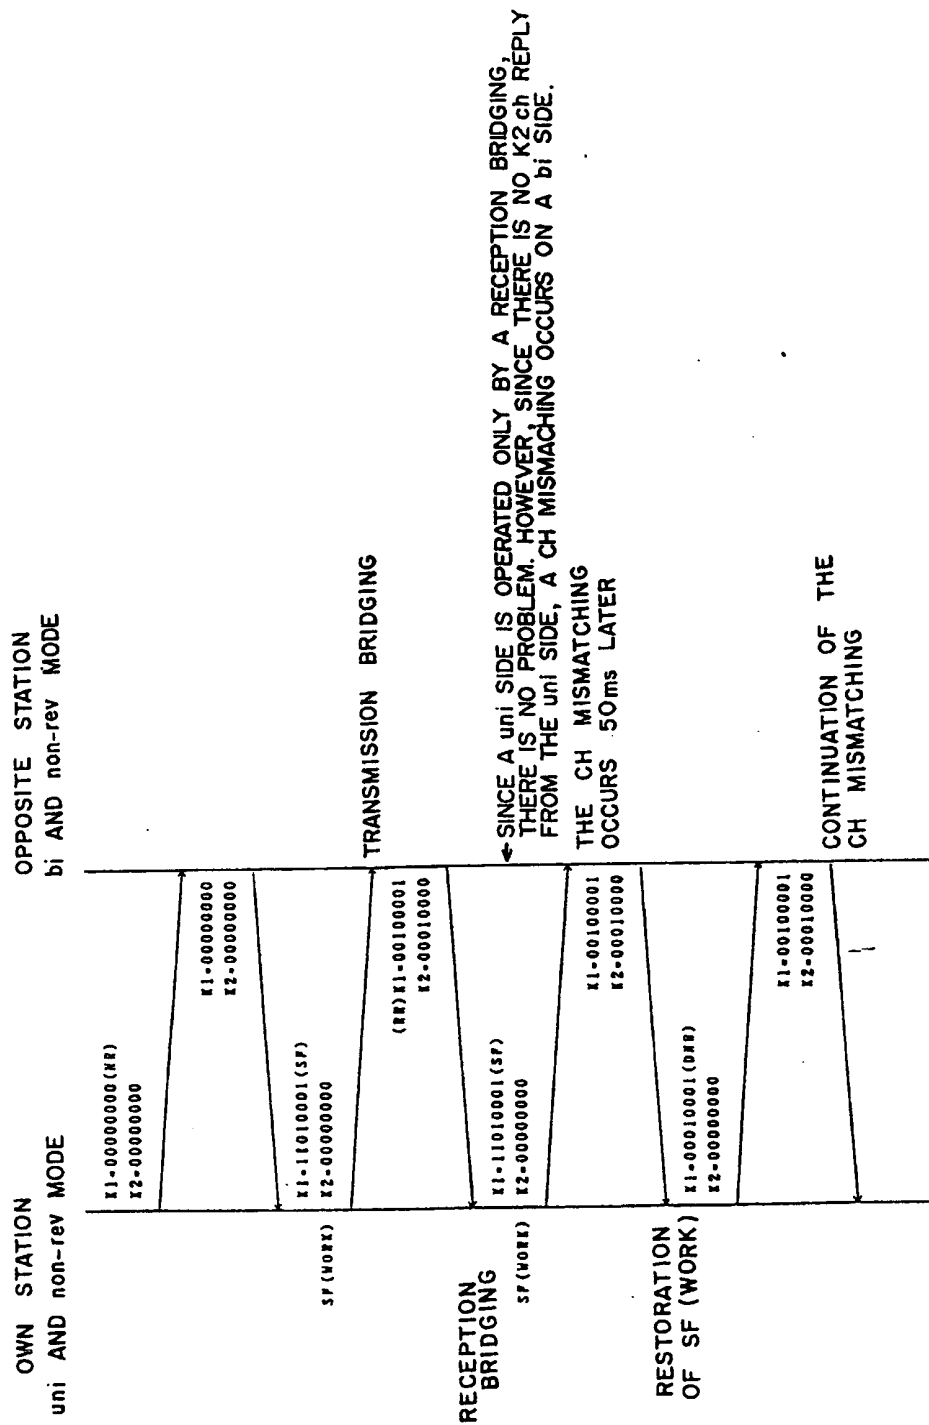 OWN STATION
uni AND non-rev MODE
OPPOSITE STATION
bi AND non-rev MODE
K1=00000000(NR)
K2=00000000
K1=00000000
K2=00000000
SF(WORK)
K1=11010001(SF)
K2=00000000
TRANSMISSION BRIDGING
(RR)K1=00100001
K2=00010000
RECEPTION
BRIDGING
SINCE A uni SIDE IS OPERATED ONLY BY A RECEPTION BRIDGING,
THERE IS NO PROBLEM. HOWEVER, SINCE THERE IS NO K2 ch REPLY
FROM THE uni SIDE, A CH MISMACHING OCCURS ON A bi SIDE.
SF(WORK)
K1=11010001(SF)
K2=00000000
THE CH MISMATCHING
OCCURS 50ms LATER
K1=00100001
K2=00010000
RESTORATION
OF SF (WORK)
K1=00010001(DNR)
K2=00000000
K1=00100001
K2=00010000
CONTINUATION OF THE
CH MISMATCHING